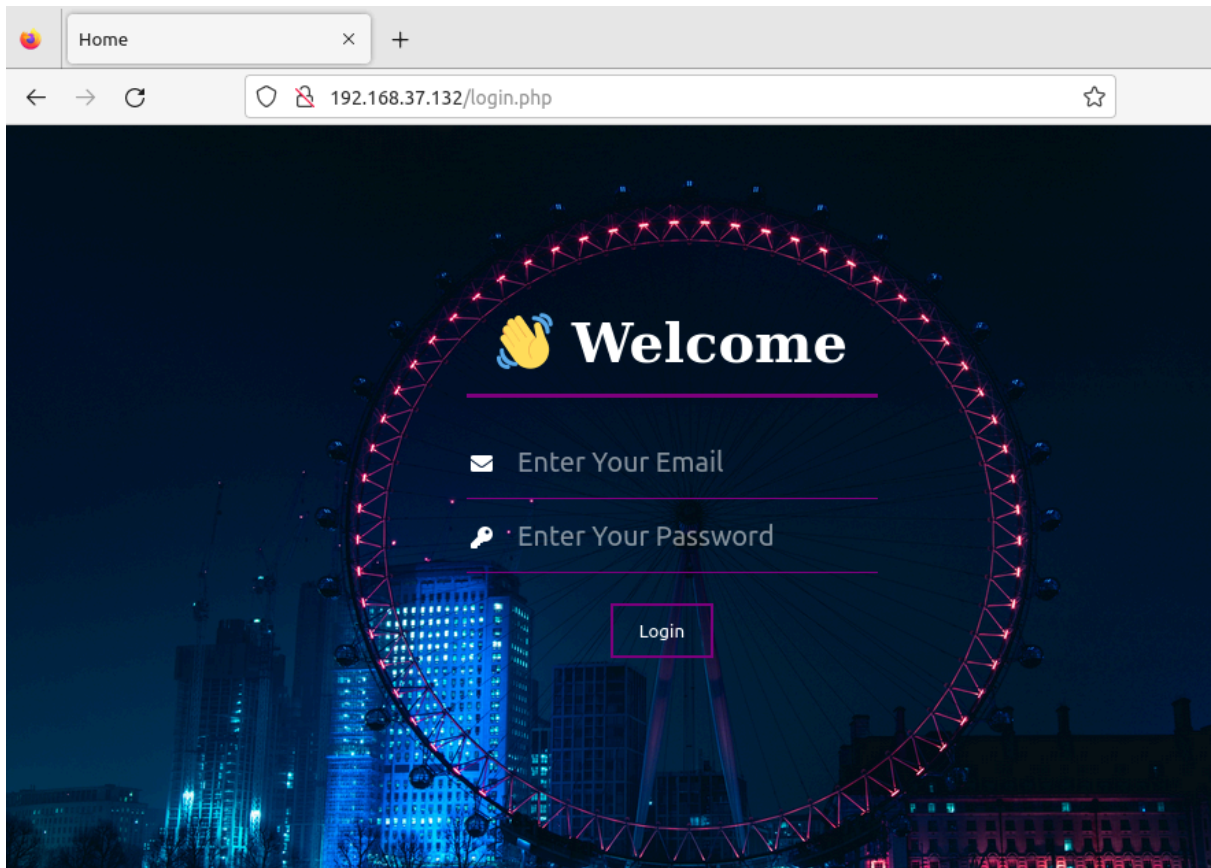 Home
192.168.37.132/login.php
👋 Welcome
Enter Your Email
Enter Your Password
Login